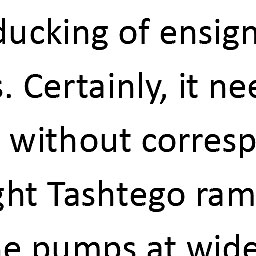 ducking of ensign
s. Certainly, it nee
without corresp
ght Tashtego ram
e pumps at wide